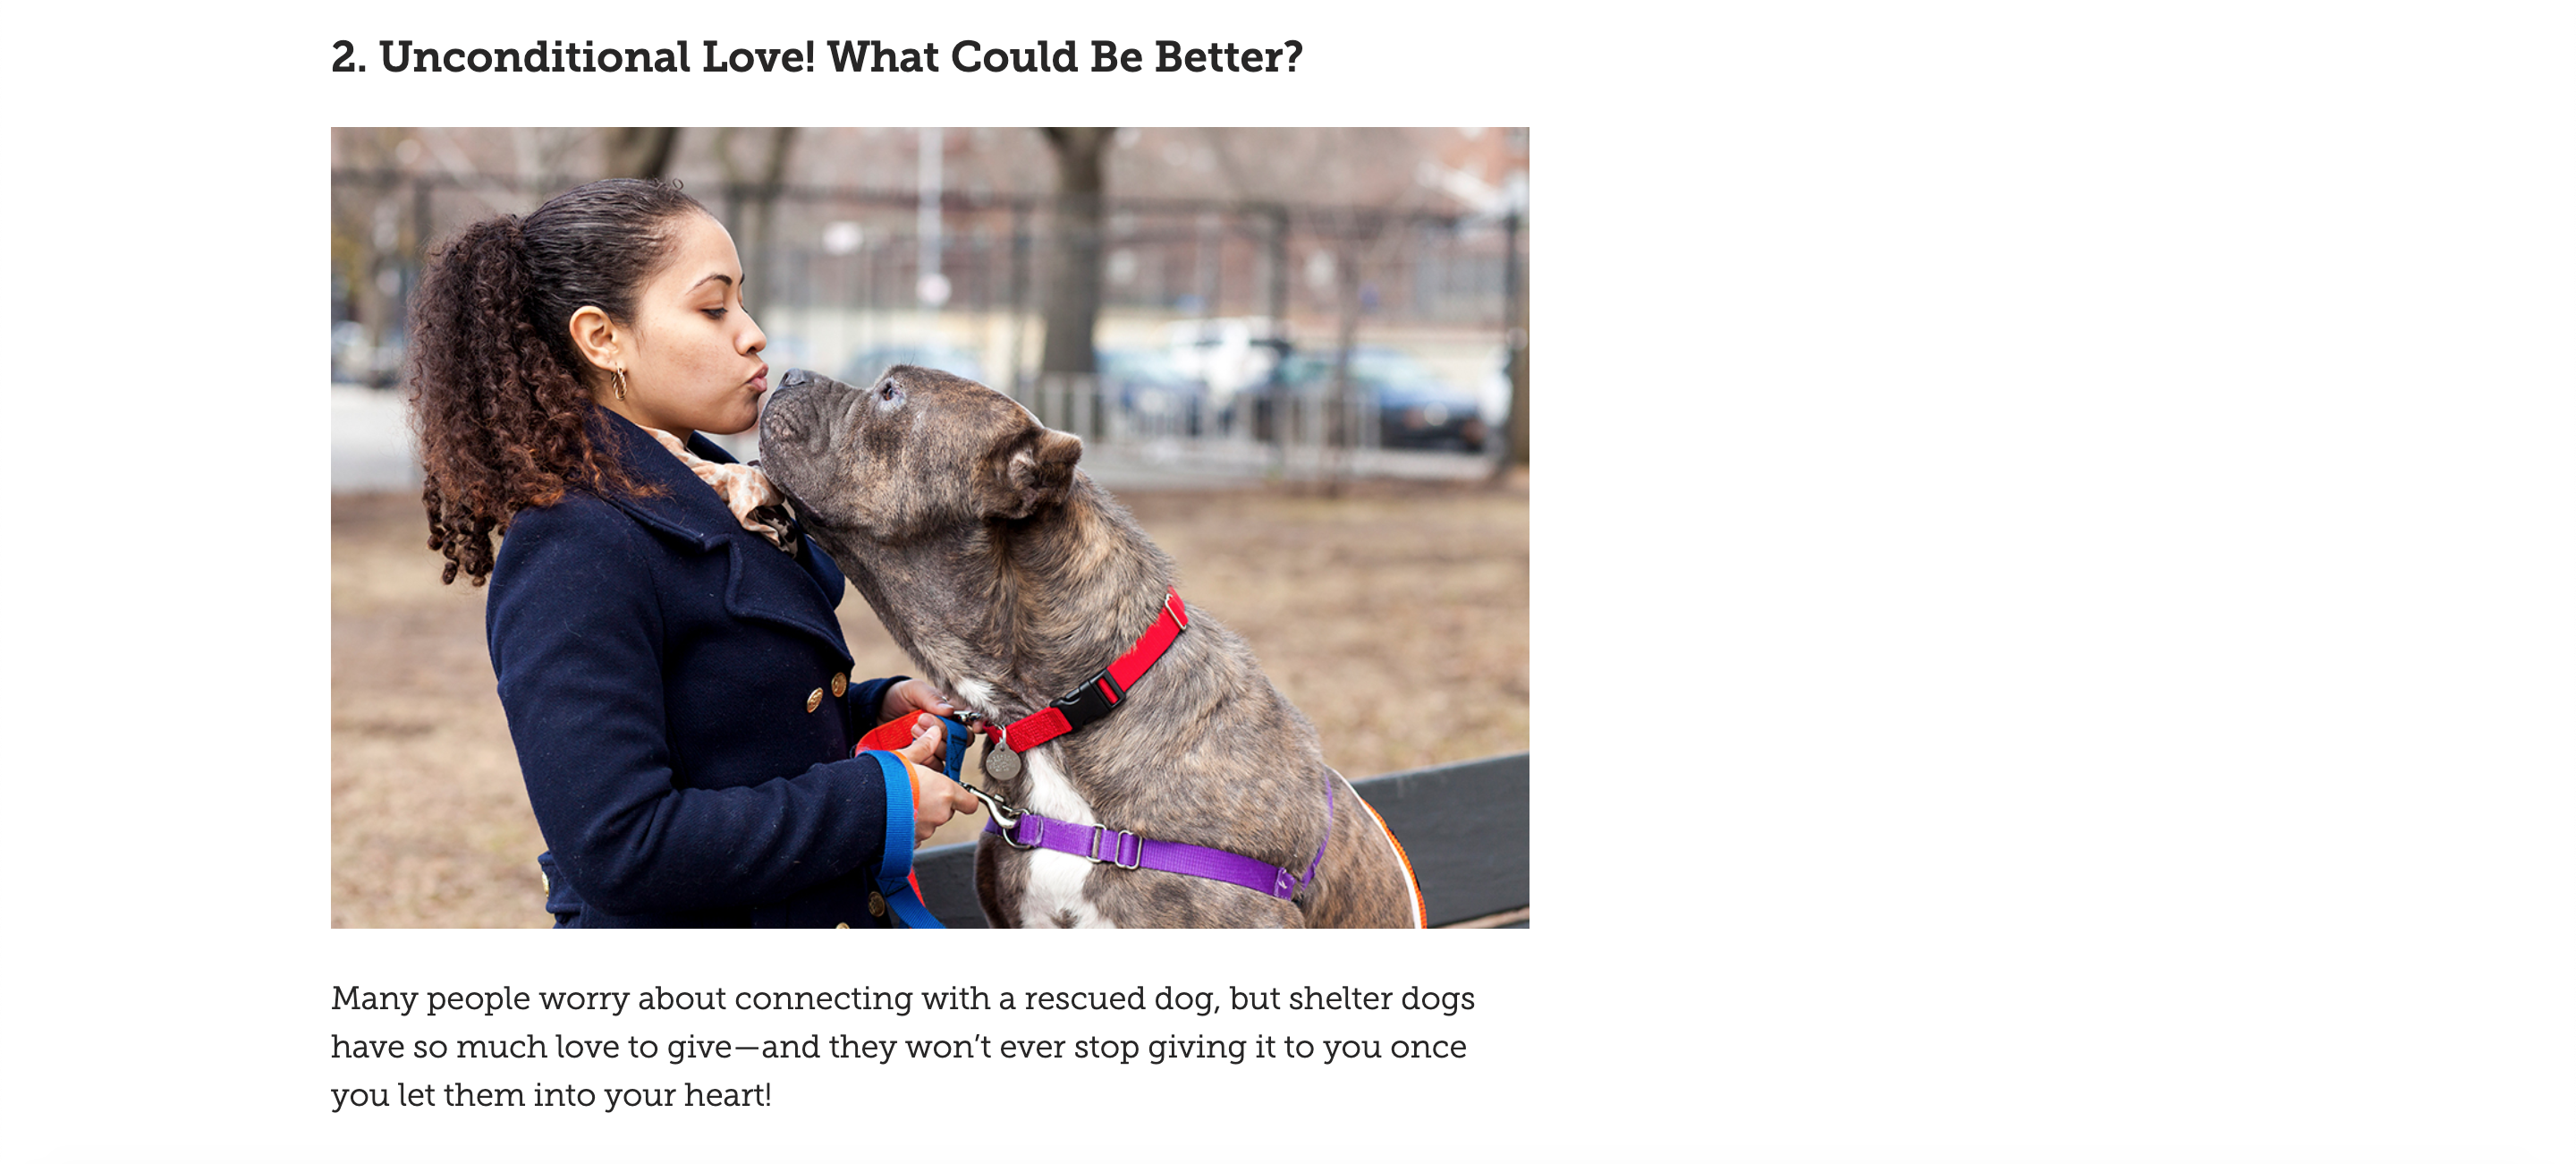 2. Unconditional Love! What Could Be Better?
Many people worry about connecting with a rescued dog, but shelter dogs
have so much love to give—and they won’t ever stop giving it to you once
you let them into your heart!